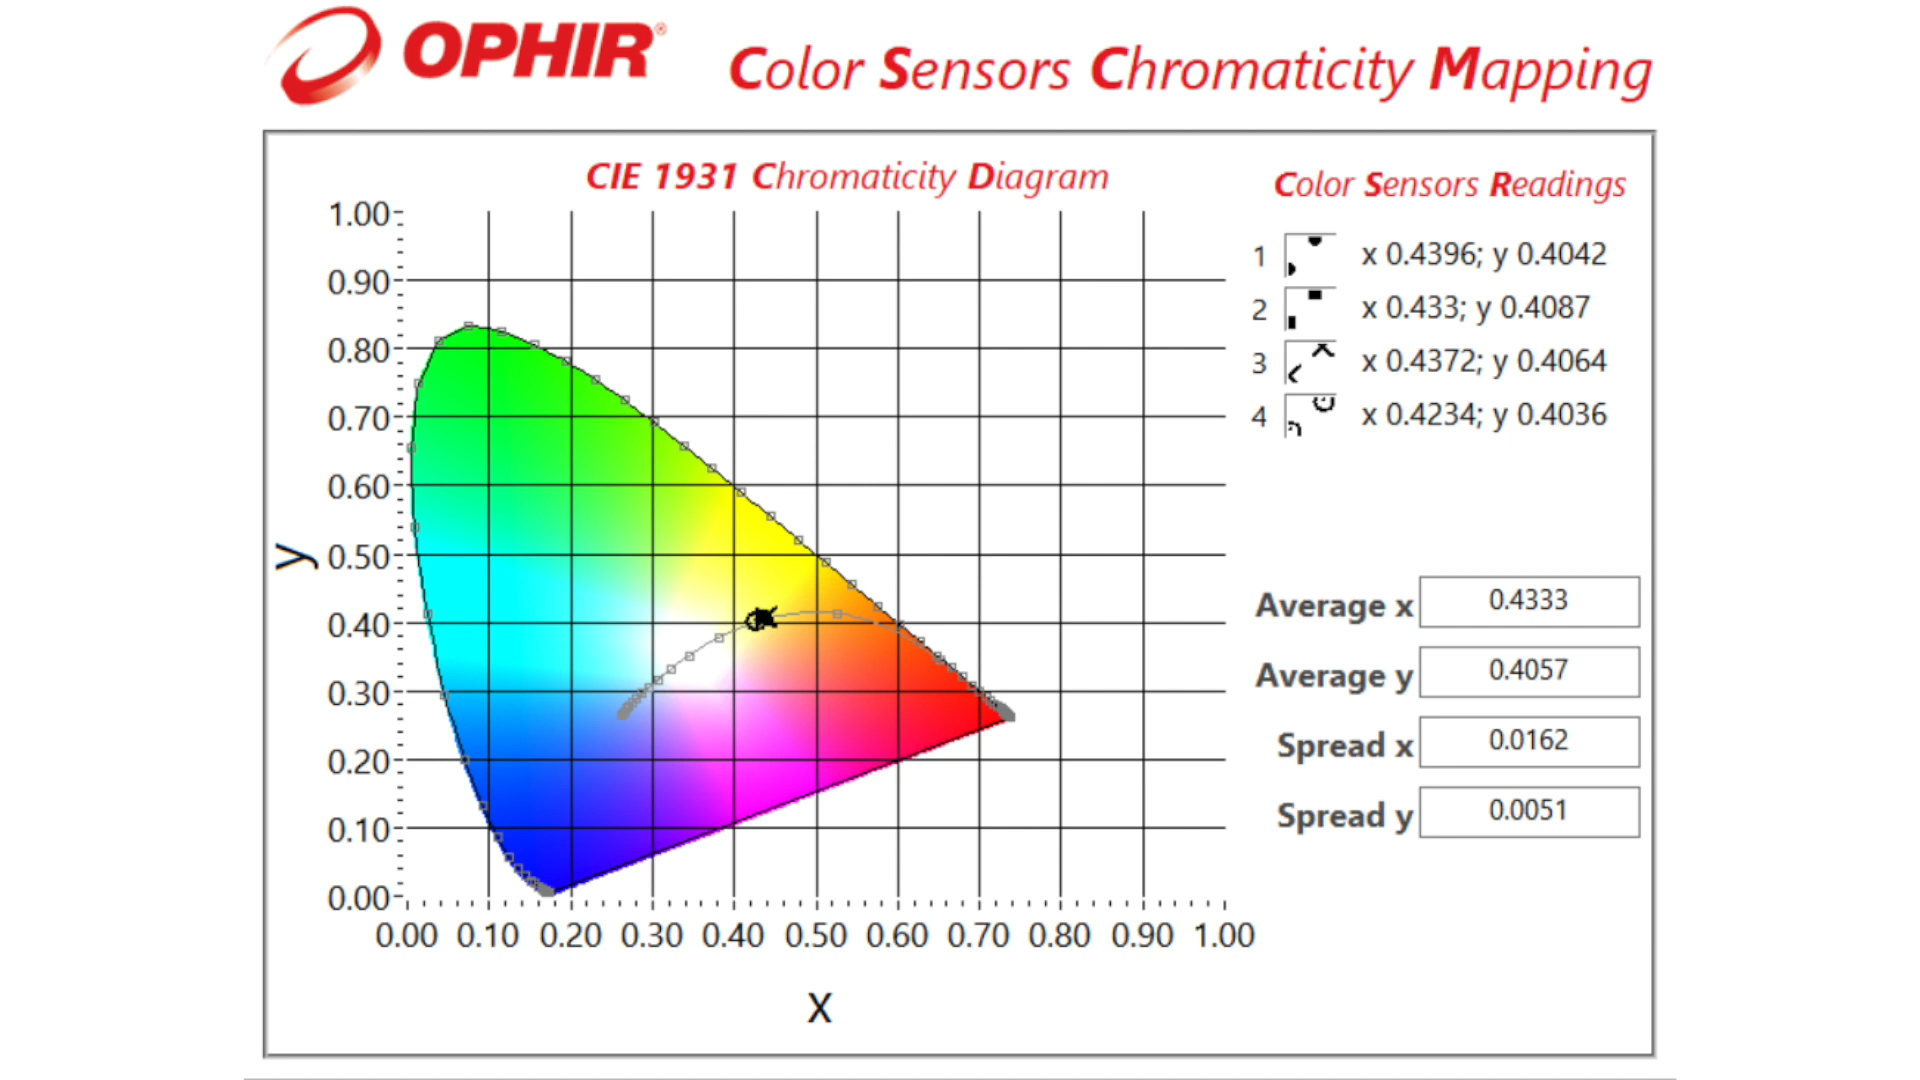 OPHIR®
Color Sensors Chromaticity Mapping
CIE 1931 Chromaticity Diagram
Color Sensors Readings
1 x 0.4396; y 0.4042
2 x 0.433; y 0.4087
3 x 0.4372; y 0.4064
4 x 0.4234; y 0.4036
1.00
0.90
0.80
0.70
0.60
0.50
0.40
0.30
0.20
0.10
0.00
y
0.00 0.10 0.20 0.30 0.40 0.50 0.60 0.70 0.80 0.90 1.00
X
Average x 0.4333
Average y 0.4057
Spread x 0.0162
Spread y 0.0051